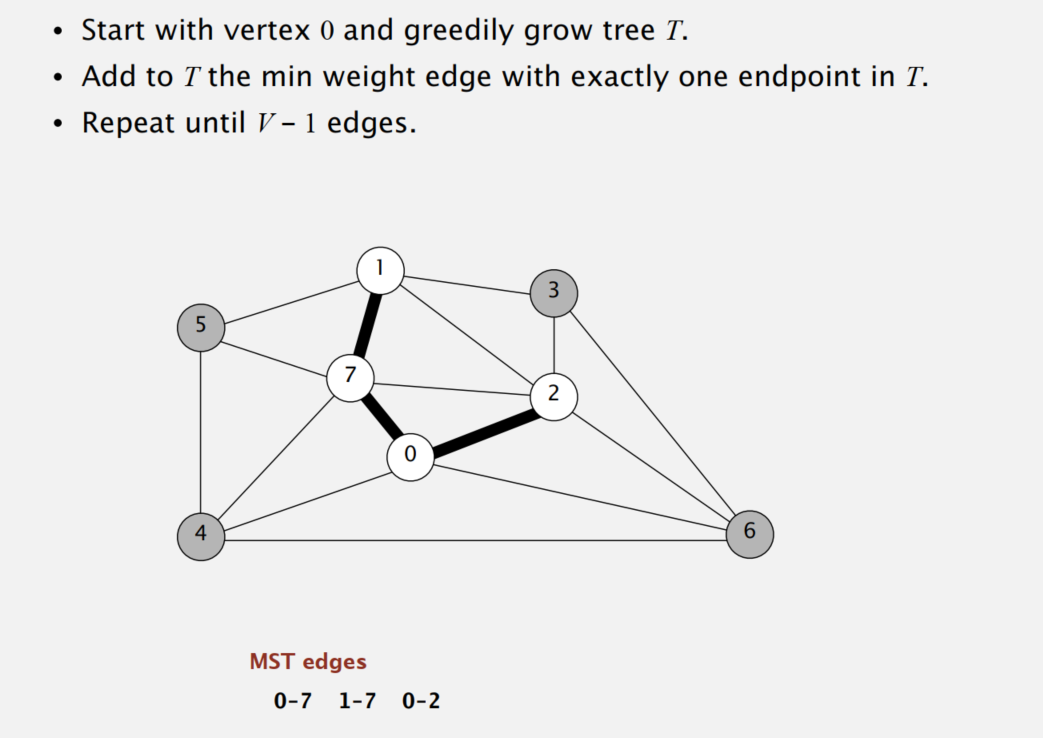 • Start with vertex 0 and greedily grow tree T.
• Add to T the min weight edge with exactly one endpoint in T.
• Repeat until V – 1 edges.
1
3
5
7
2
0
4
6
MST edges
0-7 1-7 0-2